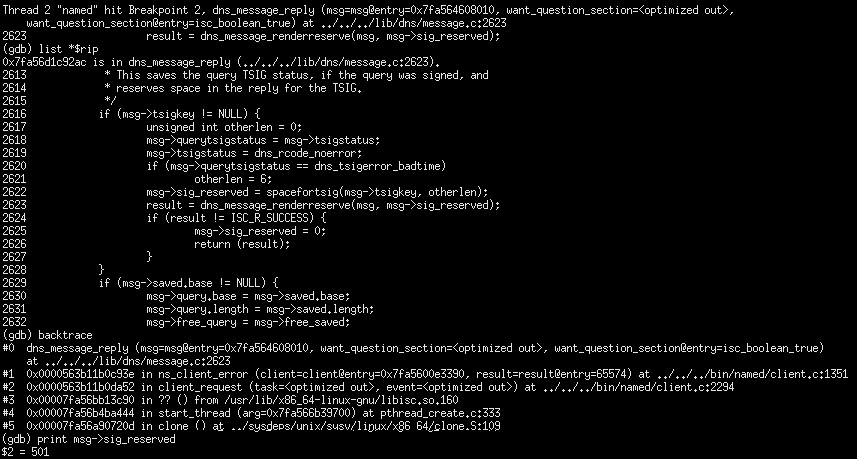 Thread 2 "named" hit Breakpoint 2, dns_message_reply (msg=msg@entry=0x7fa564608010, want_question_section=<optimized out>,
    want_question_section@entry=isc_boolean_true) at ../../../lib/dns/message.c:2623
2623                    result = dns_message_renderreserve(msg, msg->sig_reserved);
(gdb) list *$rip
0x7fa56d1c92ac is in dns_message_reply (../../../lib/dns/message.c:2623).
2613             * This saves the query TSIG status, if the query was signed, and
2614             * reserves space in the reply for the TSIG.
2615             */
2616            if (msg->tsigkey != NULL) {
2617                    unsigned int otherlen = 0;
2618                    msg->querytsigstatus = msg->tsigstatus;
2619                    msg->tsigstatus = dns_rcode_noerror;
2620                    if (msg->querytsigstatus == dns_tsigerror_badtime)
2621                            otherlen = 6;
2622                    msg->sig_reserved = spacefortsig(msg->tsigkey, otherlen);
2623                    result = dns_message_renderreserve(msg, msg->sig_reserved);
2624                    if (result != ISC_R_SUCCESS) {
2625                            msg->sig_reserved = 0;
2626                            return (result);
2627                    }
2628            }
2629            if (msg->saved.base != NULL) {
2630                    msg->query.base = msg->saved.base;
2631                    msg->query.length = msg->saved.length;
2632                    msg->free_query = msg->free_saved;
(gdb) backtrace
#0  dns_message_reply (msg=msg@entry=0x7fa564608010, want_question_section=<optimized out>, want_question_section@entry=isc_boolean_true)
    at ../../../lib/dns/message.c:2623
#1  0x0000563b11b0c93e in ns_client_error (client=client@entry=0x7fa5600e3390, result=result@entry=65574) at ../../../bin/named/client.c:1351
#2  0x0000563b11b0da52 in client_request (task=<optimized out>, event=<optimized out>) at ../../../bin/named/client.c:2294
#3  0x00007fa56bb13c90 in ?? () from /usr/lib/x86_64-linux-gnu/libisc.so.160
#4  0x00007fa56b4ba444 in start_thread (arg=0x7fa566b39700) at pthread_create.c:333
#5  0x00007fa56a90720d in clone () at ../sysdeps/unix/sysv/linux/x86_64/clone.S:109
(gdb) print msg->sig_reserved
$2 = 501